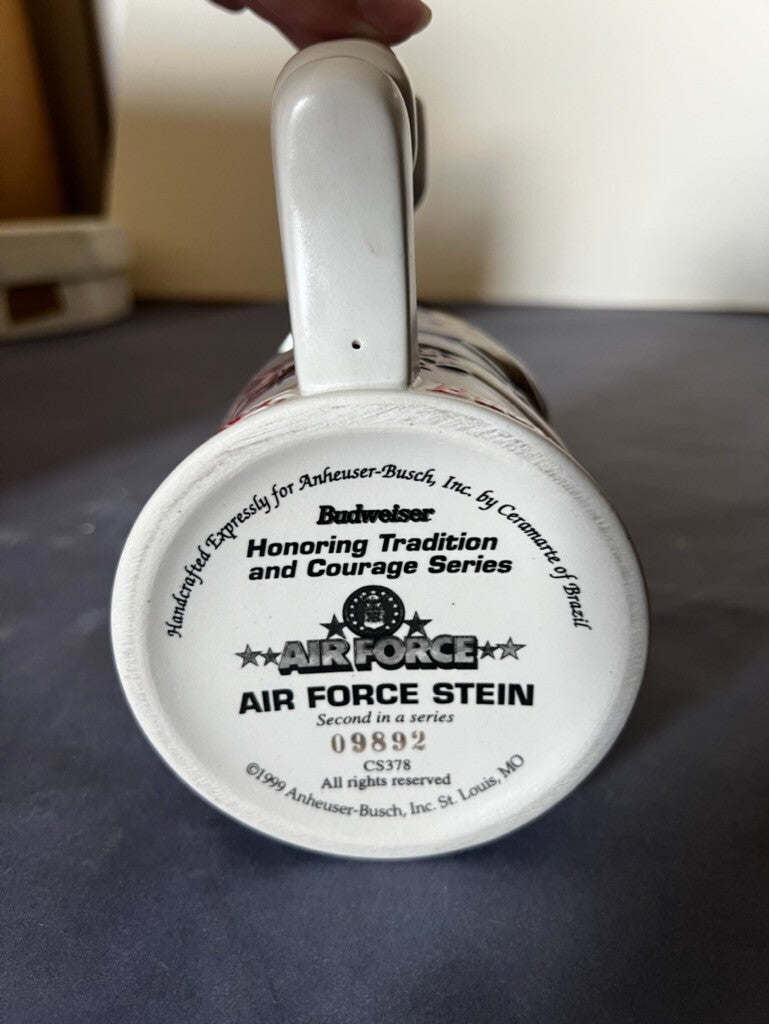 Handcrafted Expressly for Anheuser-Busch, Inc. by Ceramarte of Brazil
Budweiser
Honoring Tradition
and Courage Series
AIR FORCE
AIR FORCE STEIN
Second in a series
09892
CS378
All rights reserved
©1999 Anheuser-Busch, Inc. St. Louis, MO